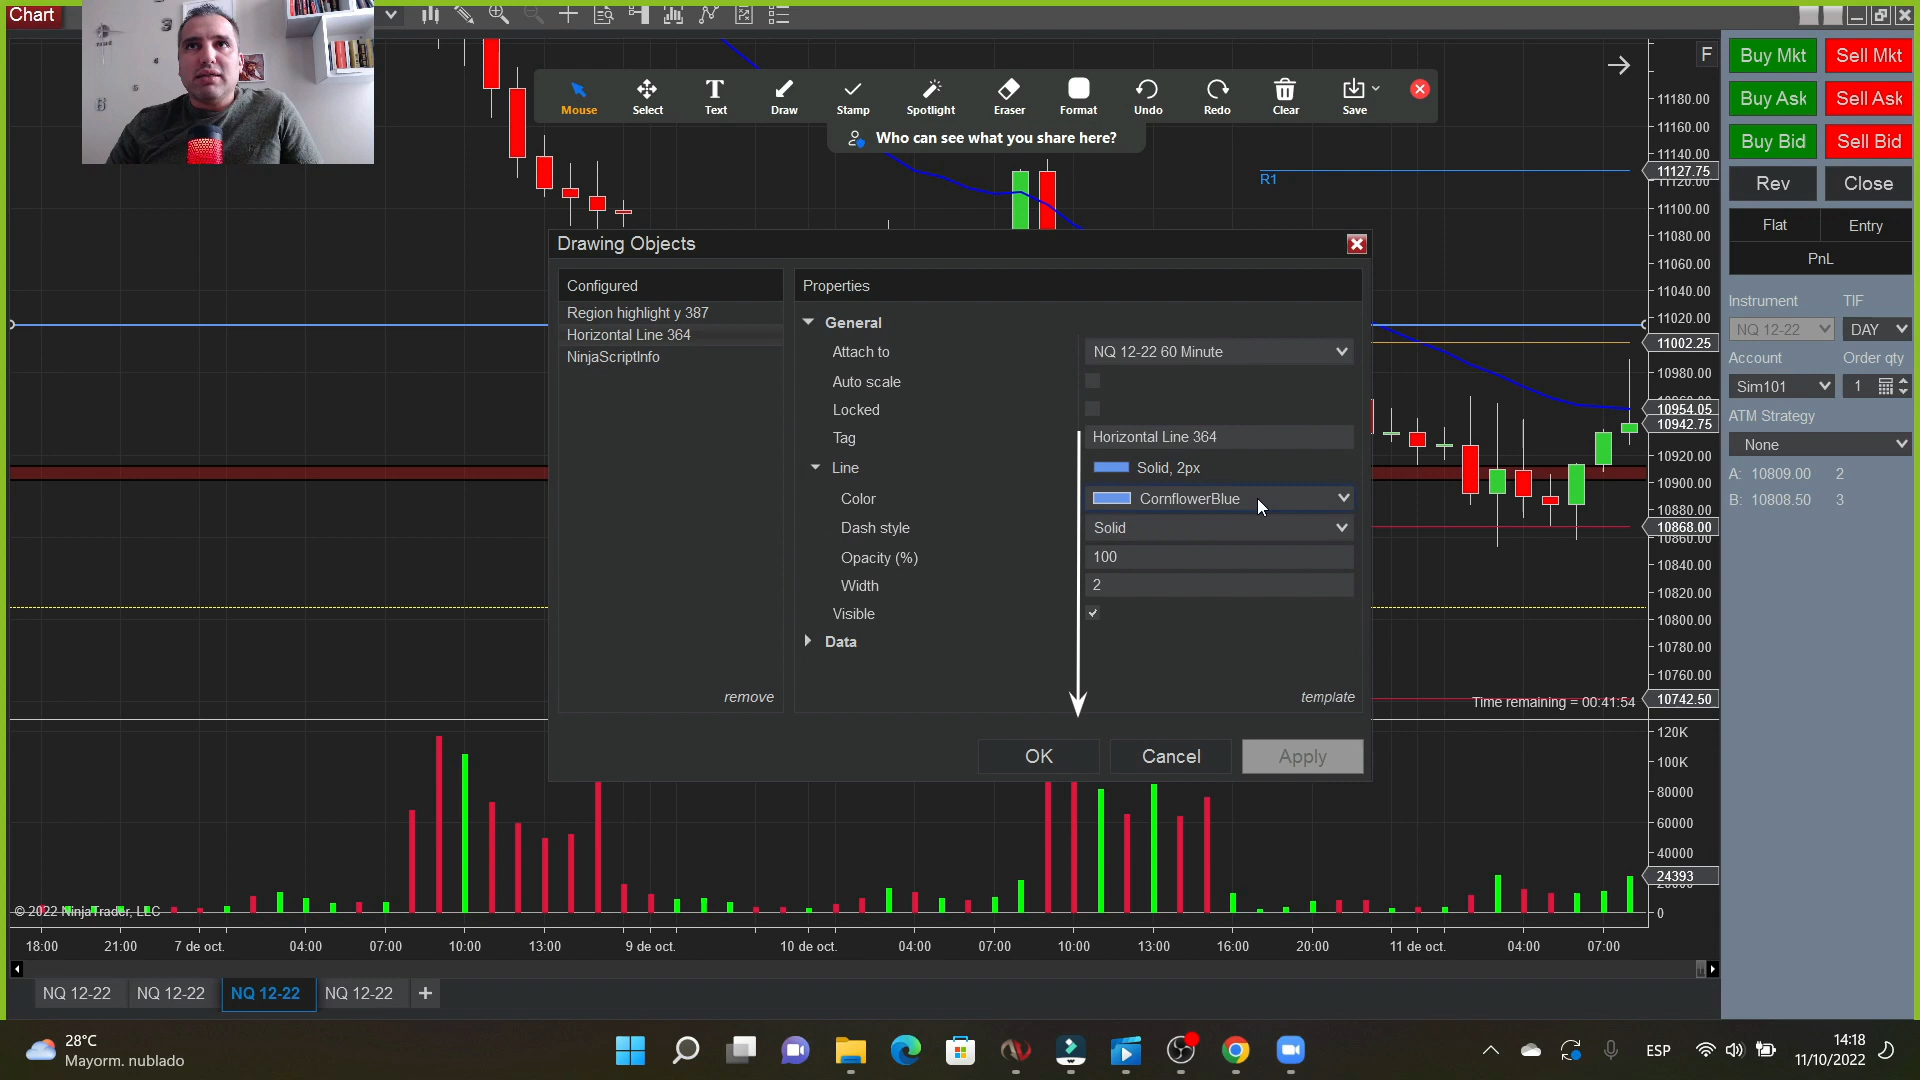 Chart
Mouse
Select
Text
Draw
Stamp
Spotlight
Eraser
Format
Undo
Redo
Clear
Save
Who can see what you share here?
R1
F
Buy Mkt
Sell Mkt
Buy Ask
Sell Ask
Buy Bid
Sell Bid
Rev
Close
Flat
Entry
PnL
Instrument
TIF
NQ 12-22
DAY
Account
Order qty
Sim101
1
ATM Strategy
None
A: 10809.00 2
B: 10808.50 3
11180.00
11160.00
11140.00
11127.75
11120.00
11100.00
11080.00
11060.00
11040.00
11020.00
11002.25
10980.00
10954.05
10942.75
10920.00
10900.00
10880.00
10868.00
10860.00
10840.00
10820.00
10800.00
10780.00
10760.00
10742.50
Time remaining = 00:41:54
120K
100K
80000
60000
40000
24393
0
Drawing Objects
Configured
Region highlight y 387
Horizontal Line 364
NinjaScriptInfo
remove
Properties
General
Attach to
NQ 12-22 60 Minute
Auto scale
Locked
Tag
Horizontal Line 364
Line
Solid, 2px
Color
CornflowerBlue
Dash style
Solid
Opacity (%)
100
Width
2
Visible
Data
template
OK
Cancel
Apply
© 2022 NinjaTrader, LLC
18:00
21:00
7 de oct.
04:00
07:00
10:00
13:00
9 de oct.
10 de oct.
04:00
07:00
10:00
13:00
16:00
20:00
11 de oct.
04:00
07:00
NQ 12-22
NQ 12-22
NQ 12-22
NQ 12-22
+
28°C
Mayorm. nublado
ESP
14:18
11/10/2022